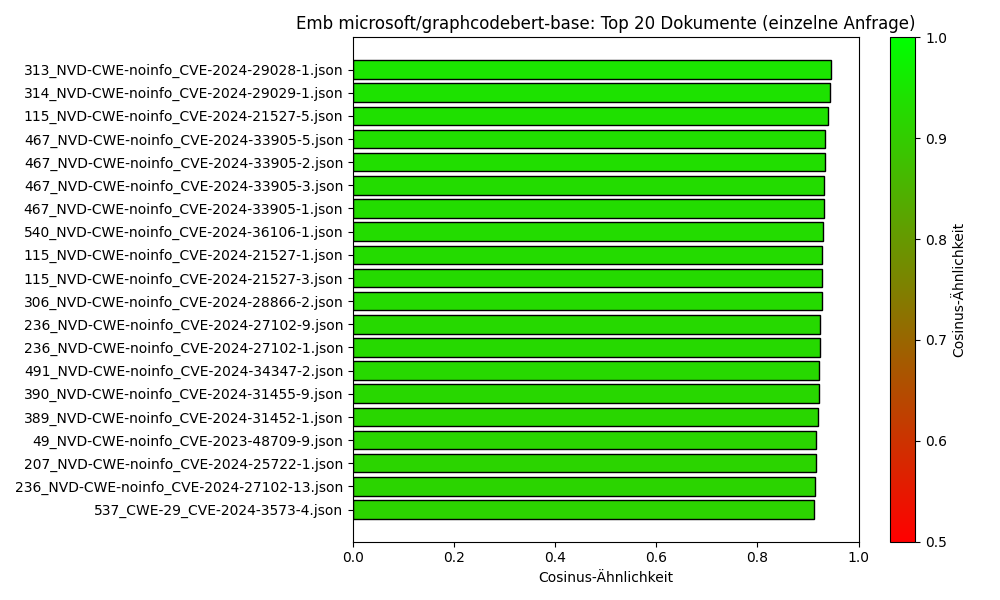 Emb microsoft/graphcodebert-base: Top 20 Dokumente (einzelne Anfrage)
313_NVD-CWE-noinfo_CVE-2024-29028-1.json
314_NVD-CWE-noinfo_CVE-2024-29029-1.json
115_NVD-CWE-noinfo_CVE-2024-21527-5.json
467_NVD-CWE-noinfo_CVE-2024-33905-5.json
467_NVD-CWE-noinfo_CVE-2024-33905-2.json
467_NVD-CWE-noinfo_CVE-2024-33905-3.json
467_NVD-CWE-noinfo_CVE-2024-33905-1.json
540_NVD-CWE-noinfo_CVE-2024-36106-1.json
115_NVD-CWE-noinfo_CVE-2024-21527-1.json
115_NVD-CWE-noinfo_CVE-2024-21527-3.json
306_NVD-CWE-noinfo_CVE-2024-28866-2.json
236_NVD-CWE-noinfo_CVE-2024-27102-9.json
236_NVD-CWE-noinfo_CVE-2024-27102-1.json
491_NVD-CWE-noinfo_CVE-2024-34347-2.json
390_NVD-CWE-noinfo_CVE-2024-31455-9.json
389_NVD-CWE-noinfo_CVE-2024-31452-1.json
49_NVD-CWE-noinfo_CVE-2023-48709-9.json
207_NVD-CWE-noinfo_CVE-2024-25722-1.json
236_NVD-CWE-noinfo_CVE-2024-27102-13.json
537_CWE-29_CVE-2024-3573-4.json
0.0 0.2 0.4 0.6 0.8 1.0
Cosinus-Ähnlichkeit
1.0
0.9
0.8
0.7
0.6
0.5
Cosinus-Ähnlichkeit